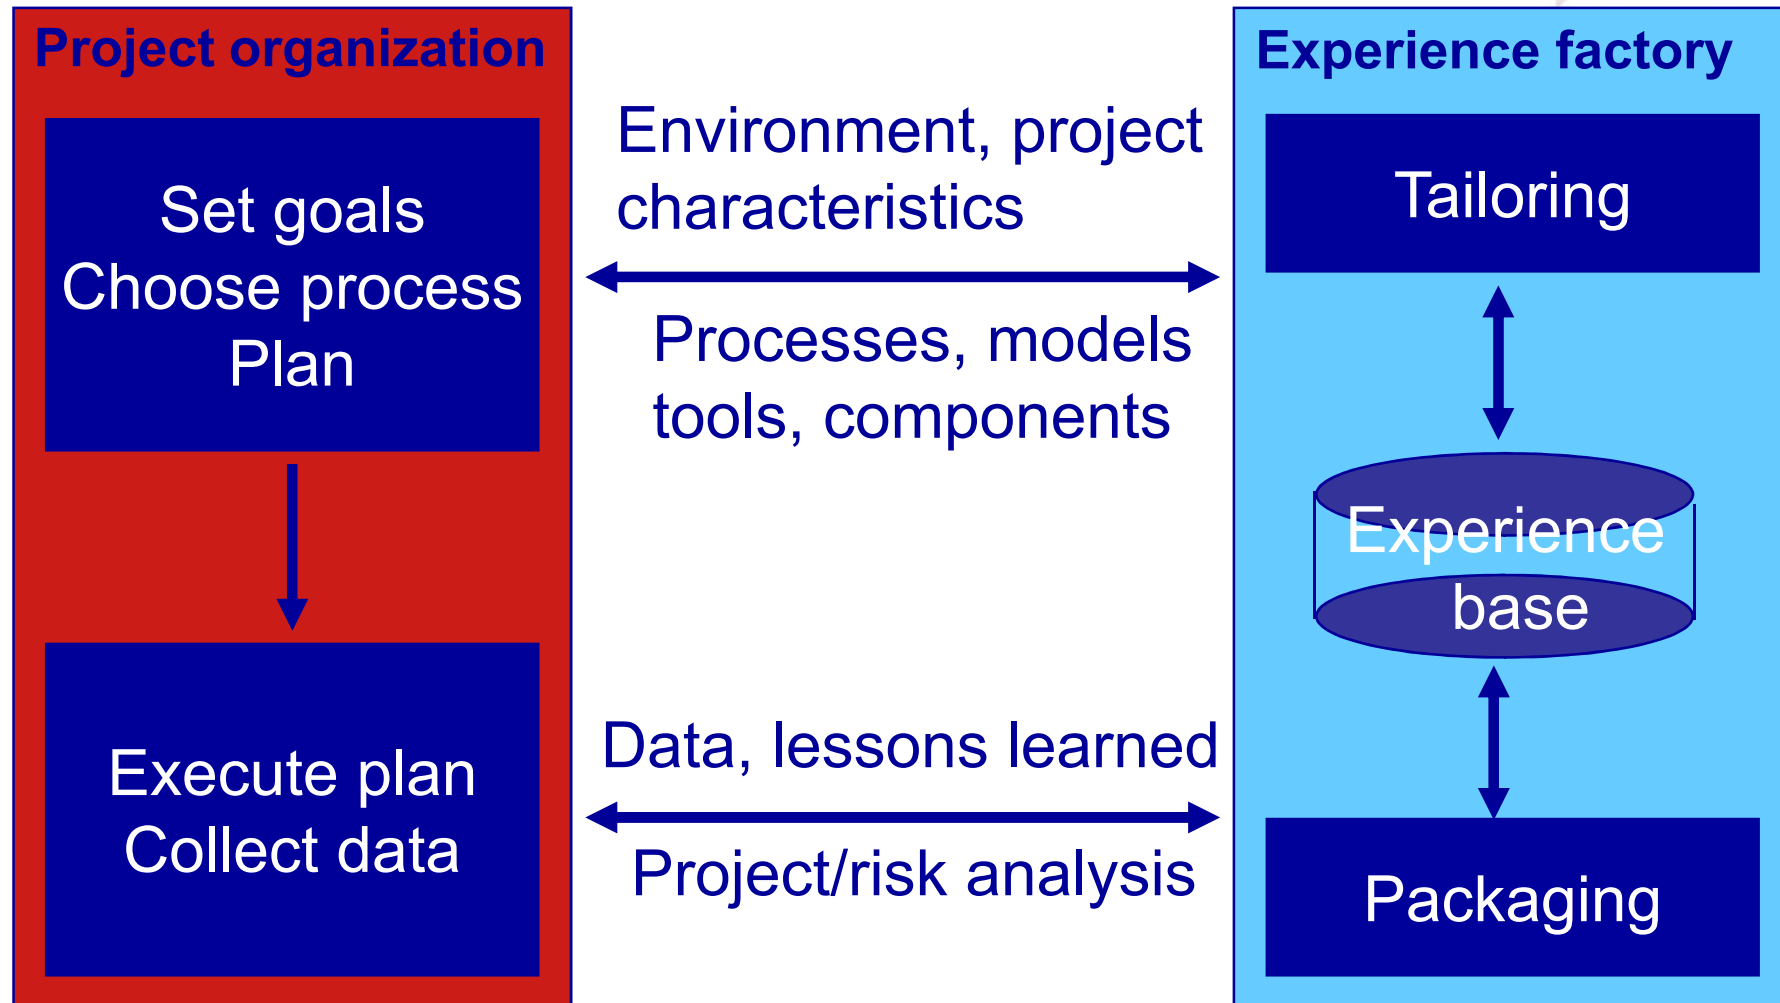 Project organization
Set goals
Choose process
Plan
Execute plan
Collect data
Environment, project
characteristics
Processes, models
tools, components
Data, lessons learned
Project/risk analysis
Experience factory
Tailoring
Experience
base
Packaging